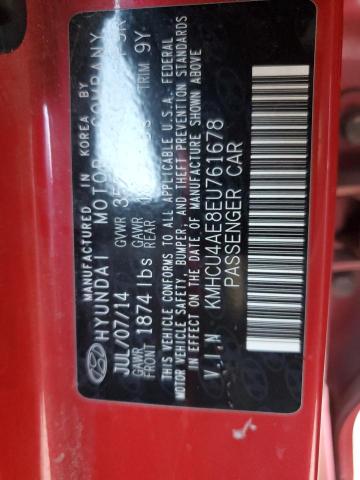 MANUFACTURED IN KOREA BY
HYUNDAI MOTOR COMPANY
JUL/07/14 GVWR
GAWR FRONT 1874 lbs GAWR REAR TRIM 9Y
THIS VEHICLE CONFORMS TO ALL APPLICABLE U.S.A. FEDERAL
MOTOR VEHICLE SAFETY, BUMPER, AND THEFT PREVENTION STANDARDS
IN EFFECT ON THE DATE OF MANUFACTURE SHOWN ABOVE
V.I.N KMHCU4AE8EU761678
PASSENGER CAR